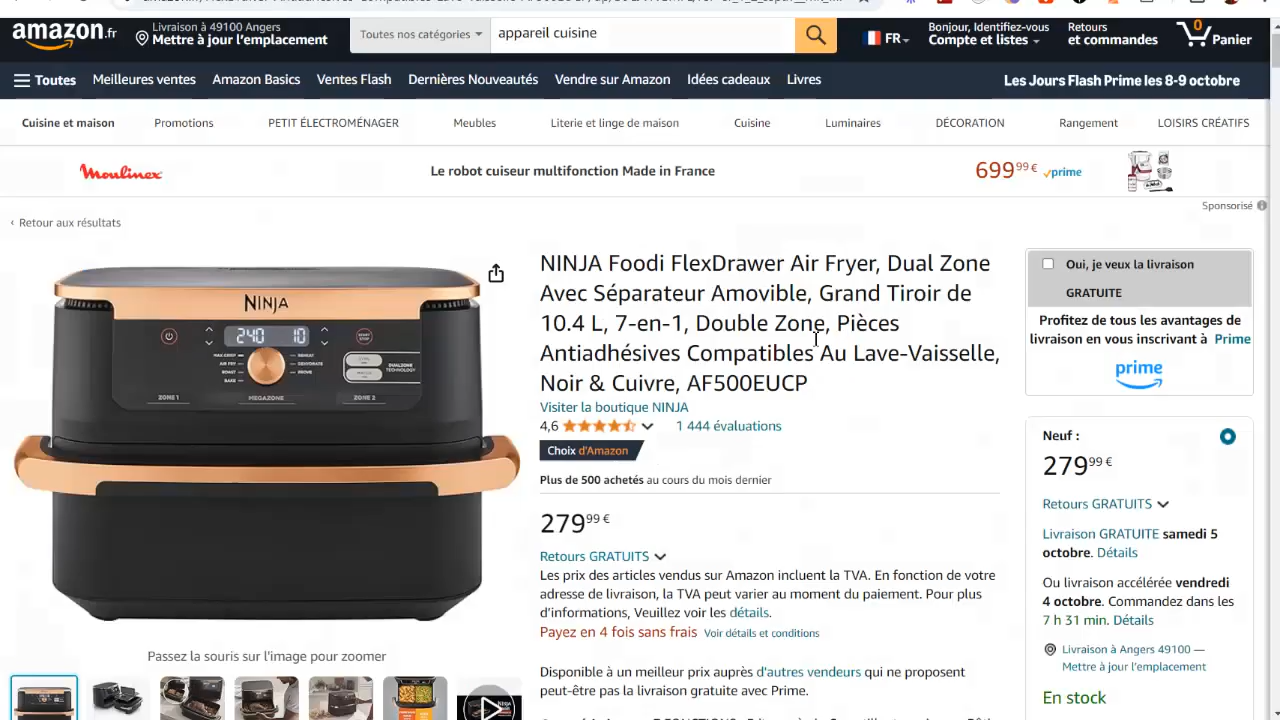 amazon.fr
Livraison à 49100 Angers
Mettre à jour l'emplacement
Toutes nos catégories
appareil cuisine
FR
Bonjour, Identifiez-vous
Compte et listes
Retours
et commandes
0
Panier
Toutes
Meilleures ventes
Amazon Basics
Ventes Flash
Dernières Nouveautés
Vendre sur Amazon
Idées cadeaux
Livres
Les Jours Flash Prime les 8-9 octobre
Cuisine et maison
Promotions
PETIT ÉLECTROMÉNAGER
Meubles
Literie et linge de maison
Cuisine
Luminaires
DÉCORATION
Rangement
LOISIRS CRÉATIFS
Moulinex
Le robot cuiseur multifonction Made in France
699,99 €
prime
Sponsorisé
‹ Retour aux résultats
NINJA
240 10
MAX CRISP
AIR FRY
ROAST
BAKE
REHEAT
DEHYDRATE
PROVE
DUALZONE
TECHNOLOGY
ZONE 1
MEGAZONE
ZONE 2
Passez la souris sur l'image pour zoomer
NINJA Foodi FlexDrawer Air Fryer, Dual Zone
Avec Séparateur Amovible, Grand Tiroir de
10.4 L, 7-en-1, Double Zone, Pièces
Antiadhésives Compatibles Au Lave-Vaisselle,
Noir & Cuivre, AF500EUCP
Visiter la boutique NINJA
4,6
1 444 évaluations
Choix d'Amazon
Plus de 500 achetés au cours du mois dernier
279,99 €
Retours GRATUITS
Les prix des articles vendus sur Amazon incluent la TVA. En fonction de votre
adresse de livraison, la TVA peut varier au moment du paiement. Pour plus
d'informations, Veuillez voir les détails.
Payez en 4 fois sans frais Voir détails et conditions
Disponible à un meilleur prix auprès d'autres vendeurs qui ne proposent
peut-être pas la livraison gratuite avec Prime.
Oui, je veux la livraison
GRATUITE
Profitez de tous les avantages de
livraison en vous inscrivant à Prime
prime
Neuf :
279,99 €
Retours GRATUITS
Livraison GRATUITE samedi 5
octobre. Détails
Ou livraison accélérée vendredi
4 octobre. Commandez dans les
7 h 31 min. Détails
Livraison à Angers 49100 —
Mettre à jour l'emplacement
En stock